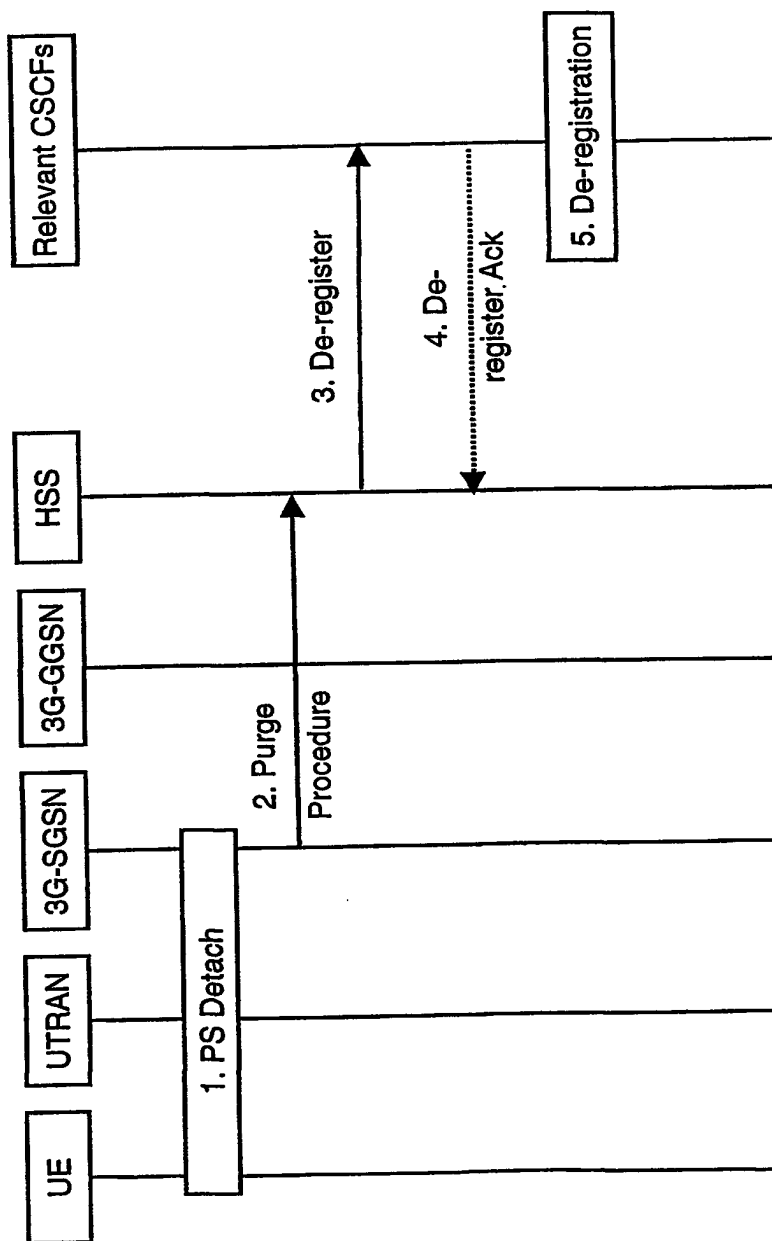 UE
UTRAN
3G-SGSN
3G-GGSN
HSS
Relevant CSCFs
1. PS Detach
2. Purge
Procedure
3. De-register
4. De-
register Ack
5. De-registration